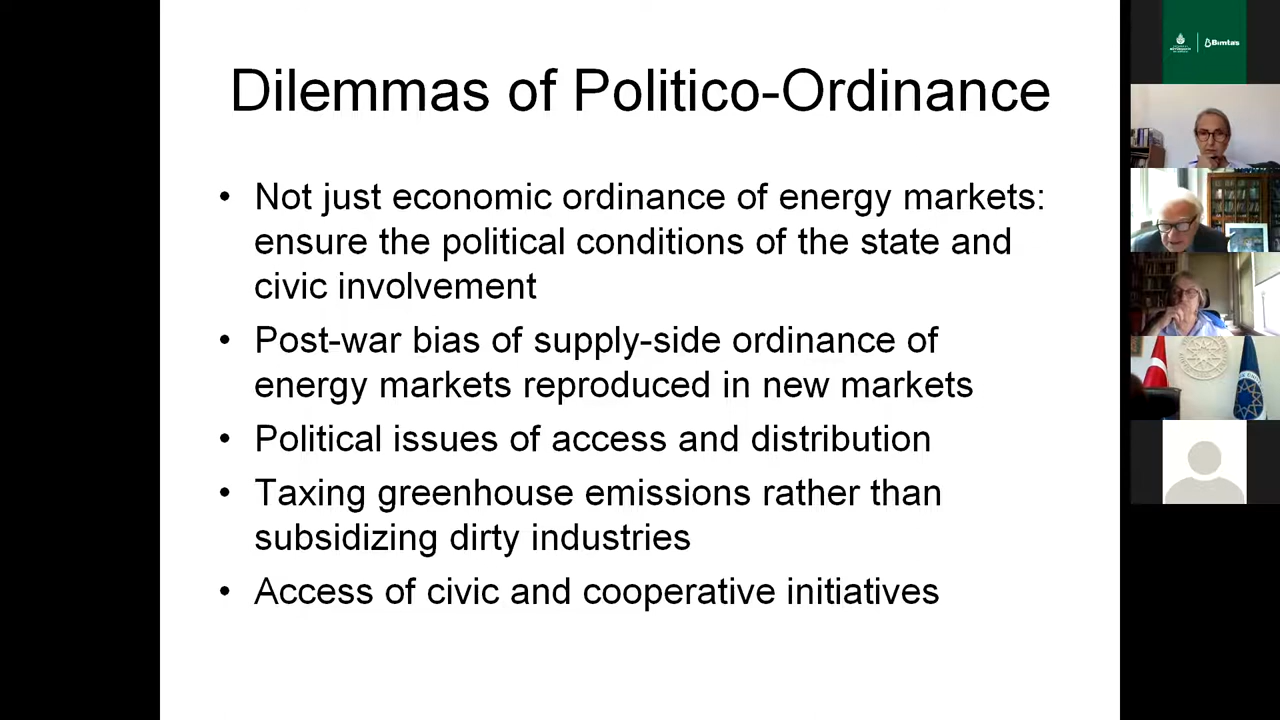 Dilemmas of Politico-Ordinance
• Not just economic ordinance of energy markets:
ensure the political conditions of the state and
civic involvement
• Post-war bias of supply-side ordinance of
energy markets reproduced in new markets
• Political issues of access and distribution
• Taxing greenhouse emissions rather than
subsidizing dirty industries
• Access of civic and cooperative initiatives
Bimtaş